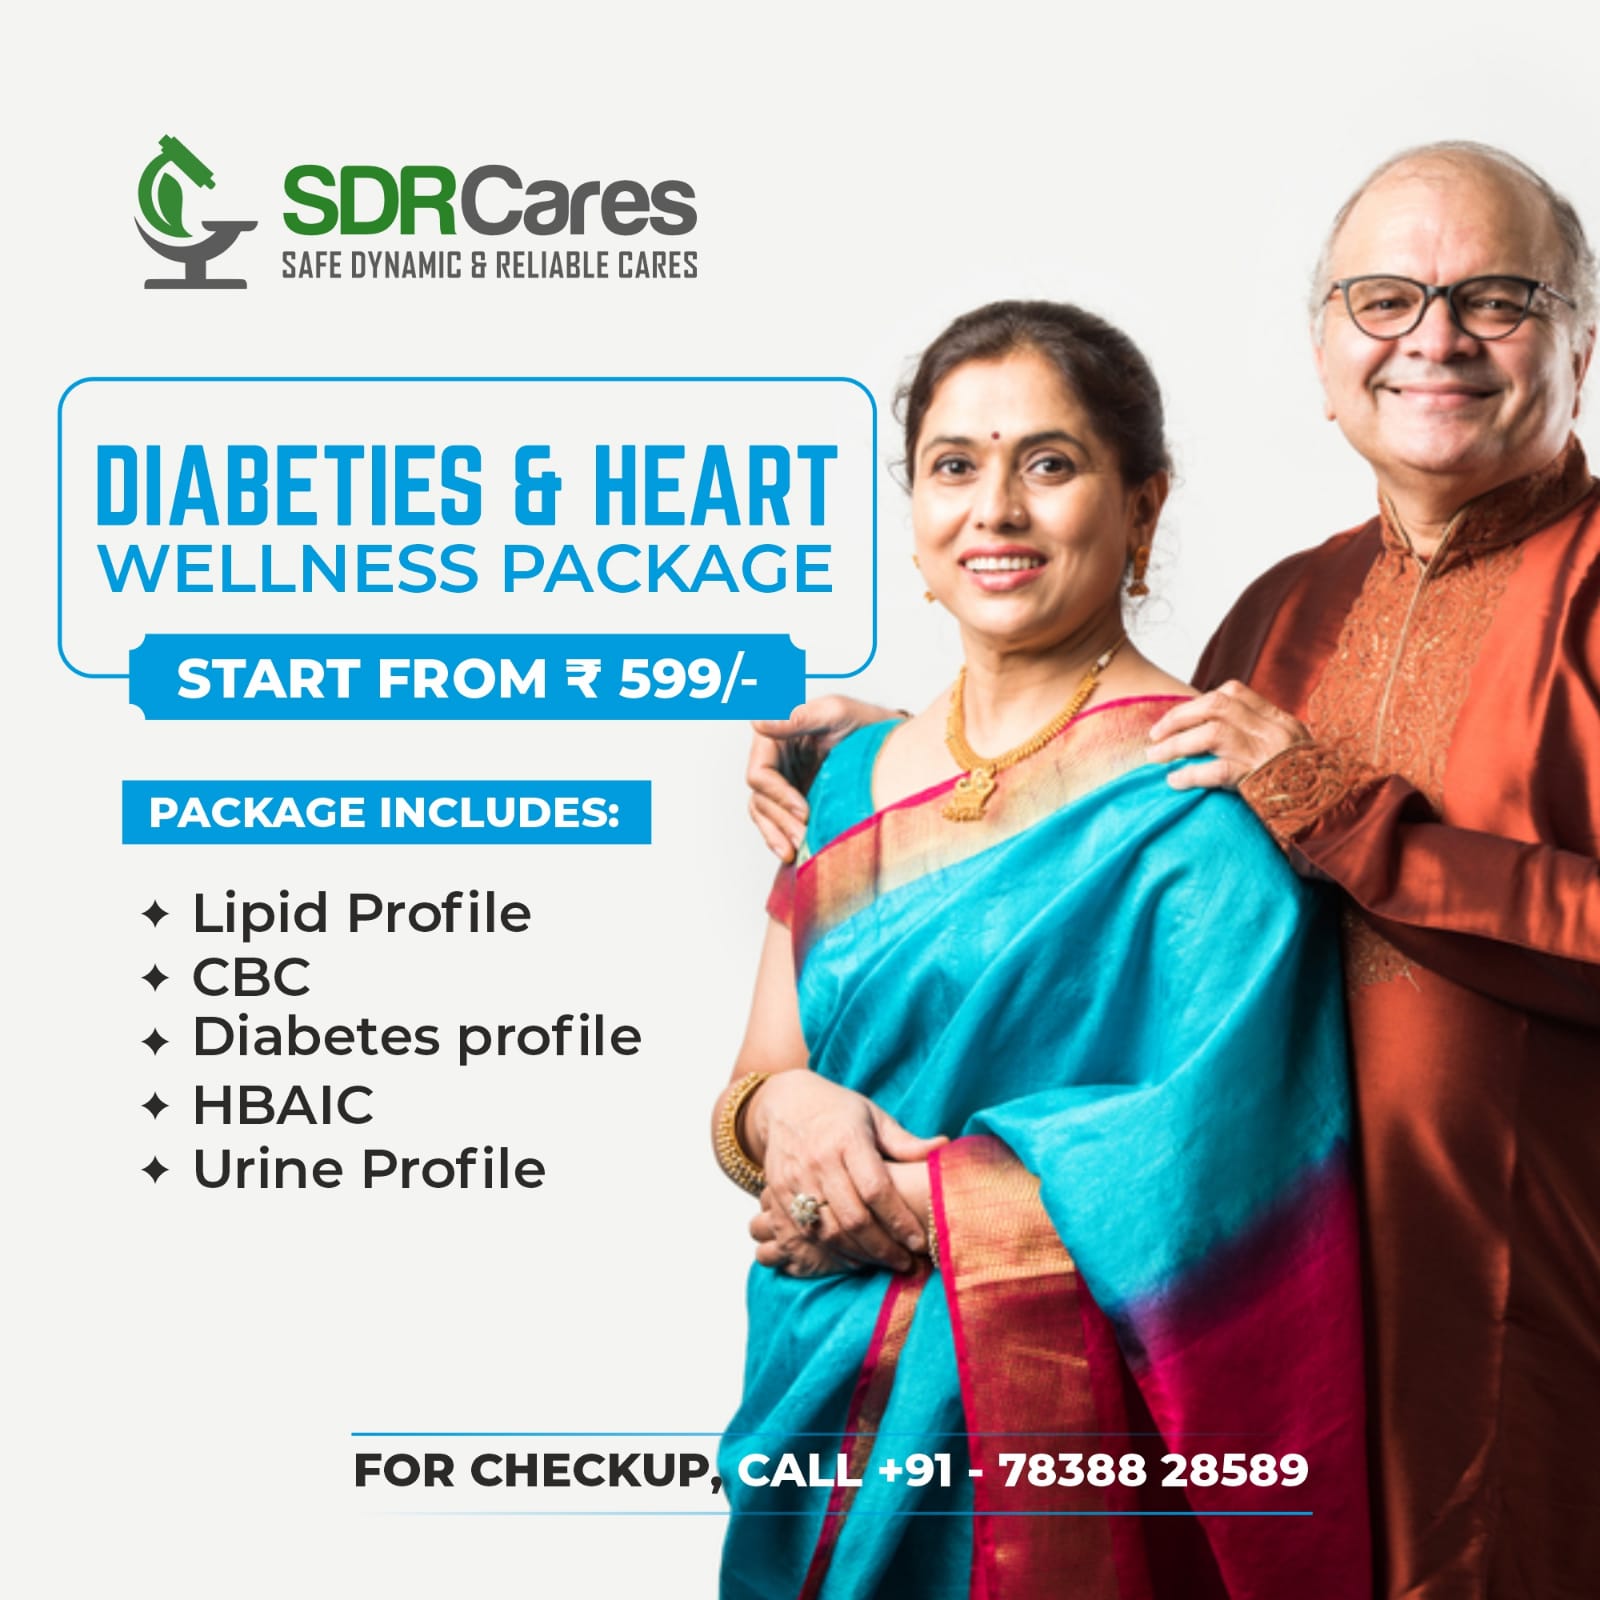 SDRCares
SAFE DYNAMIC & RELIABLE CARES
DIABETIES & HEART
WELLNESS PACKAGE
START FROM ₹ 599/-
PACKAGE INCLUDES:
Lipid Profile
CBC
Diabetes profile
HBAIC
Urine Profile
FOR CHECKUP, CALL +91 - 78388 28589